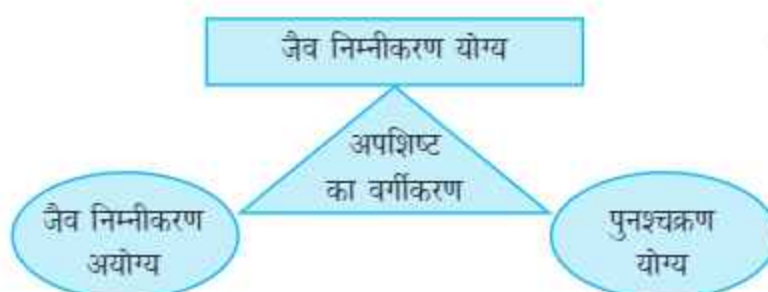 जैव निम्नीकरण योग्य
अपशिष्ट
का वर्गीकरण
जैव निम्नीकरण
अयोग्य
पुनश्चक्रण
योग्य